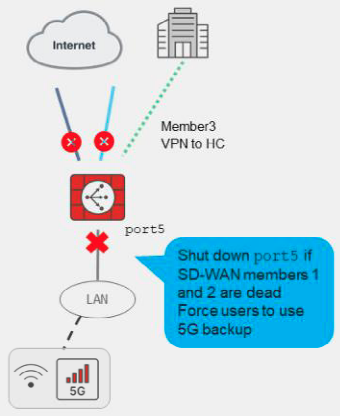 Internet
Member3
VPN to HC
port5
Shut down port5 if
SD-WAN members 1
and 2 are dead
Force users to use
5G backup
LAN
5G